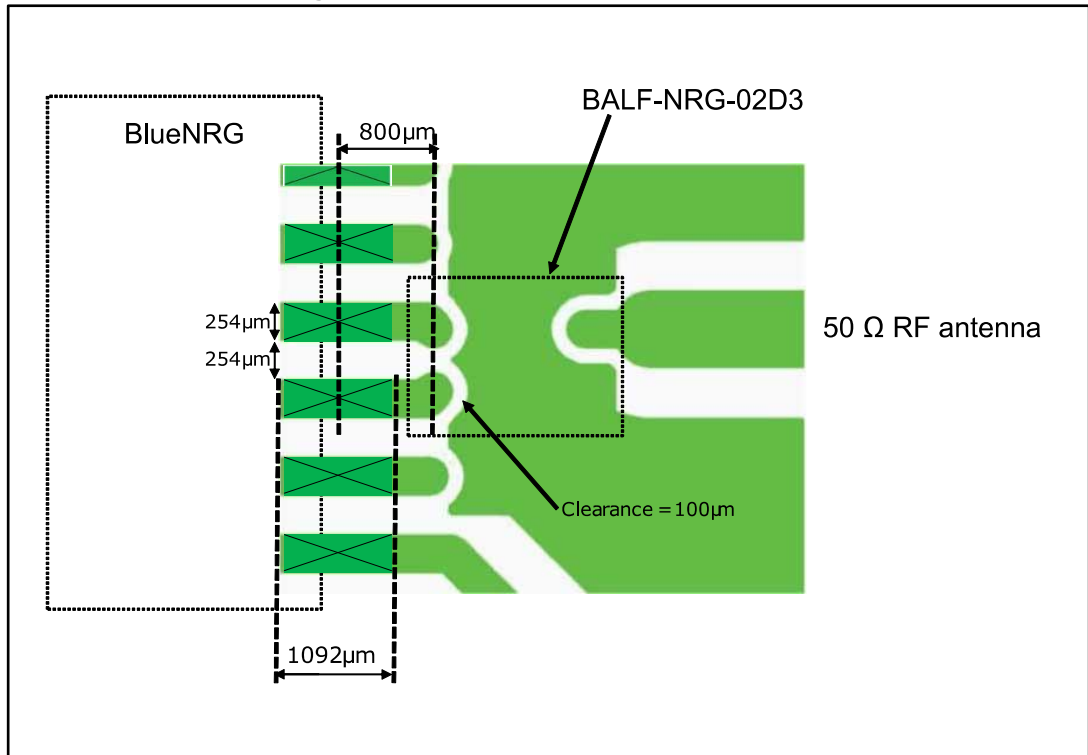 BALF-NRG-02D3
BlueNRG
800µm
254µm
50 Ω RF antenna
254µm
Clearance = 100µm
1092µm